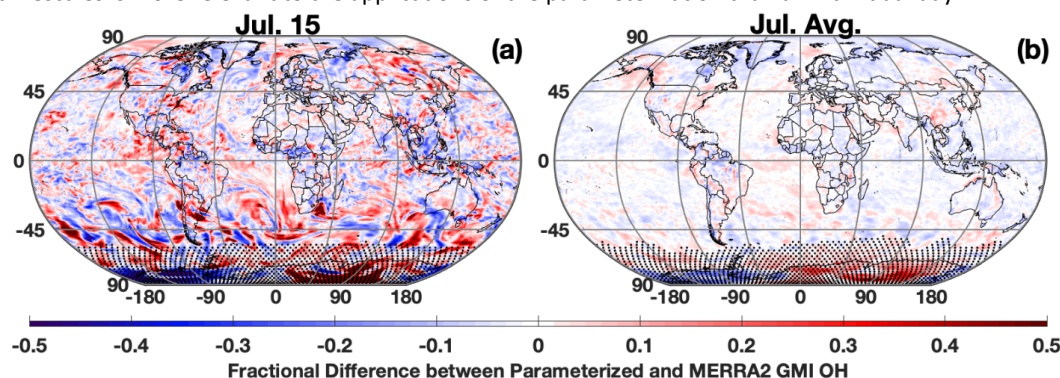 Jul. 15
Jul. Avg.
(a)
(b)
90
45
0
-45
90
-180 -90 0 90 180
90
45
0
-45
90
-180 -90 0 90 180
-0.5 -0.4 -0.3 -0.2 -0.1 0 0.1 0.2 0.3 0.4 0.5
Fractional Difference between Parameterized and MERRA2 GMI OH